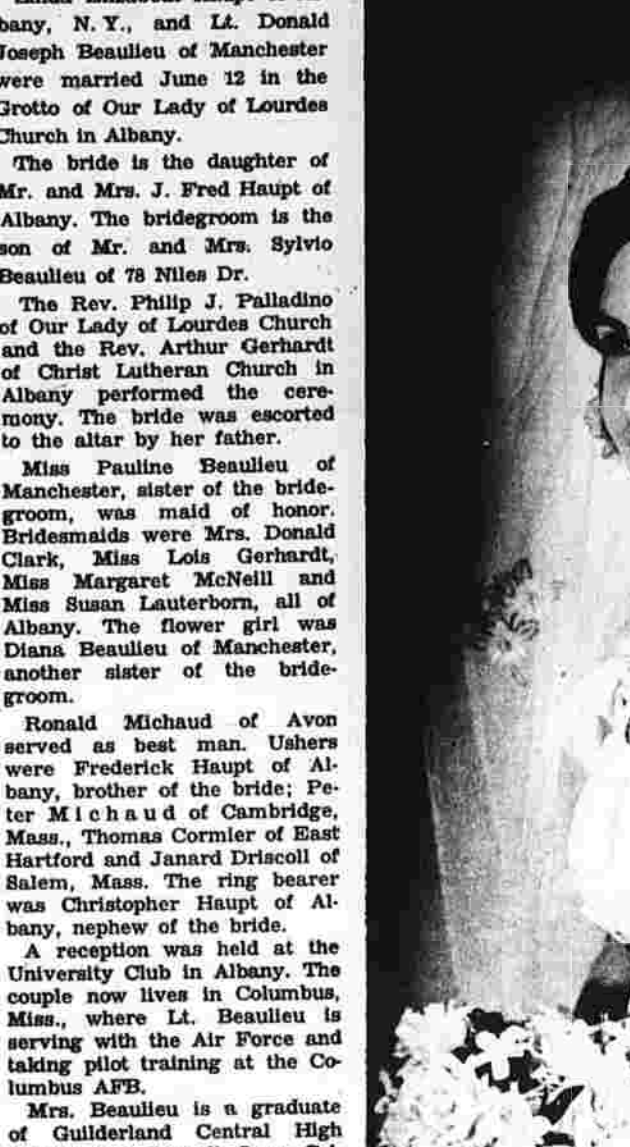 bany, N. Y., and Lt. Donald
Joseph Beaulieu of Manchester
were married June 12 in the
Grotto of Our Lady of Lourdes
Church in Albany.
The bride is the daughter of
Mr. and Mrs. J. Fred Haupt of
Albany. The bridegroom is the
son of Mr. and Mrs. Sylvio
Beaulieu of 78 Niles Dr.
The Rev. Philip J. Palladino
of Our Lady of Lourdes Church
and the Rev. Arthur Gerhardt
of Christ Lutheran Church in
Albany performed the cere-
mony. The bride was escorted
to the altar by her father.
Miss Pauline Beaulieu of
Manchester, sister of the bride-
groom, was maid of honor.
Bridesmaids were Mrs. Donald
Clark, Miss Lois Gerhardt,
Miss Margaret McNeill and
Miss Susan Lauterborn, all of
Albany. The flower girl was
Diana Beaulieu of Manchester,
another sister of the bride-
groom.
Ronald Michaud of Avon
served as best man. Ushers
were Frederick Haupt of Al-
bany, brother of the bride; Pe-
ter Michaud of Cambridge,
Mass., Thomas Cormier of East
Hartford and Janard Driscoll of
Salem, Mass. The ring bearer
was Christopher Haupt of Al-
bany, nephew of the bride.
A reception was held at the
University Club in Albany. The
couple now lives in Columbus,
Miss., where Lt. Beaulieu is
serving with the Air Force and
taking pilot training at the Co-
lumbus AFB.
Mrs. Beaulieu is a graduate
of Guilderland Central High